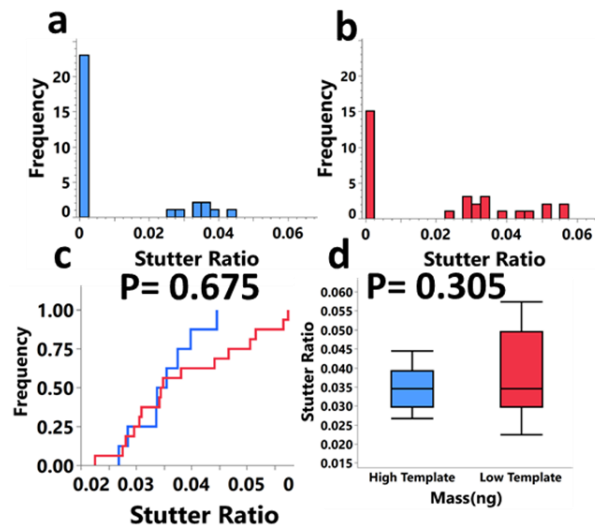 a
Frequency
20
15
10
5
0
0 0.02 0.04 0.06
Stutter Ratio
b
Frequency
20
15
10
5
0
0 0.02 0.04 0.06
Stutter Ratio
c
P= 0.675
Frequency
1.00
0.75
0.50
0.25
0.00
0.02 0.03 0.04 0.05 0
Stutter Ratio
d
P= 0.305
Stutter Ratio
0.060
0.055
0.050
0.045
0.040
0.035
0.030
0.025
0.020
0.015
High Template Low Template
Mass(ng)